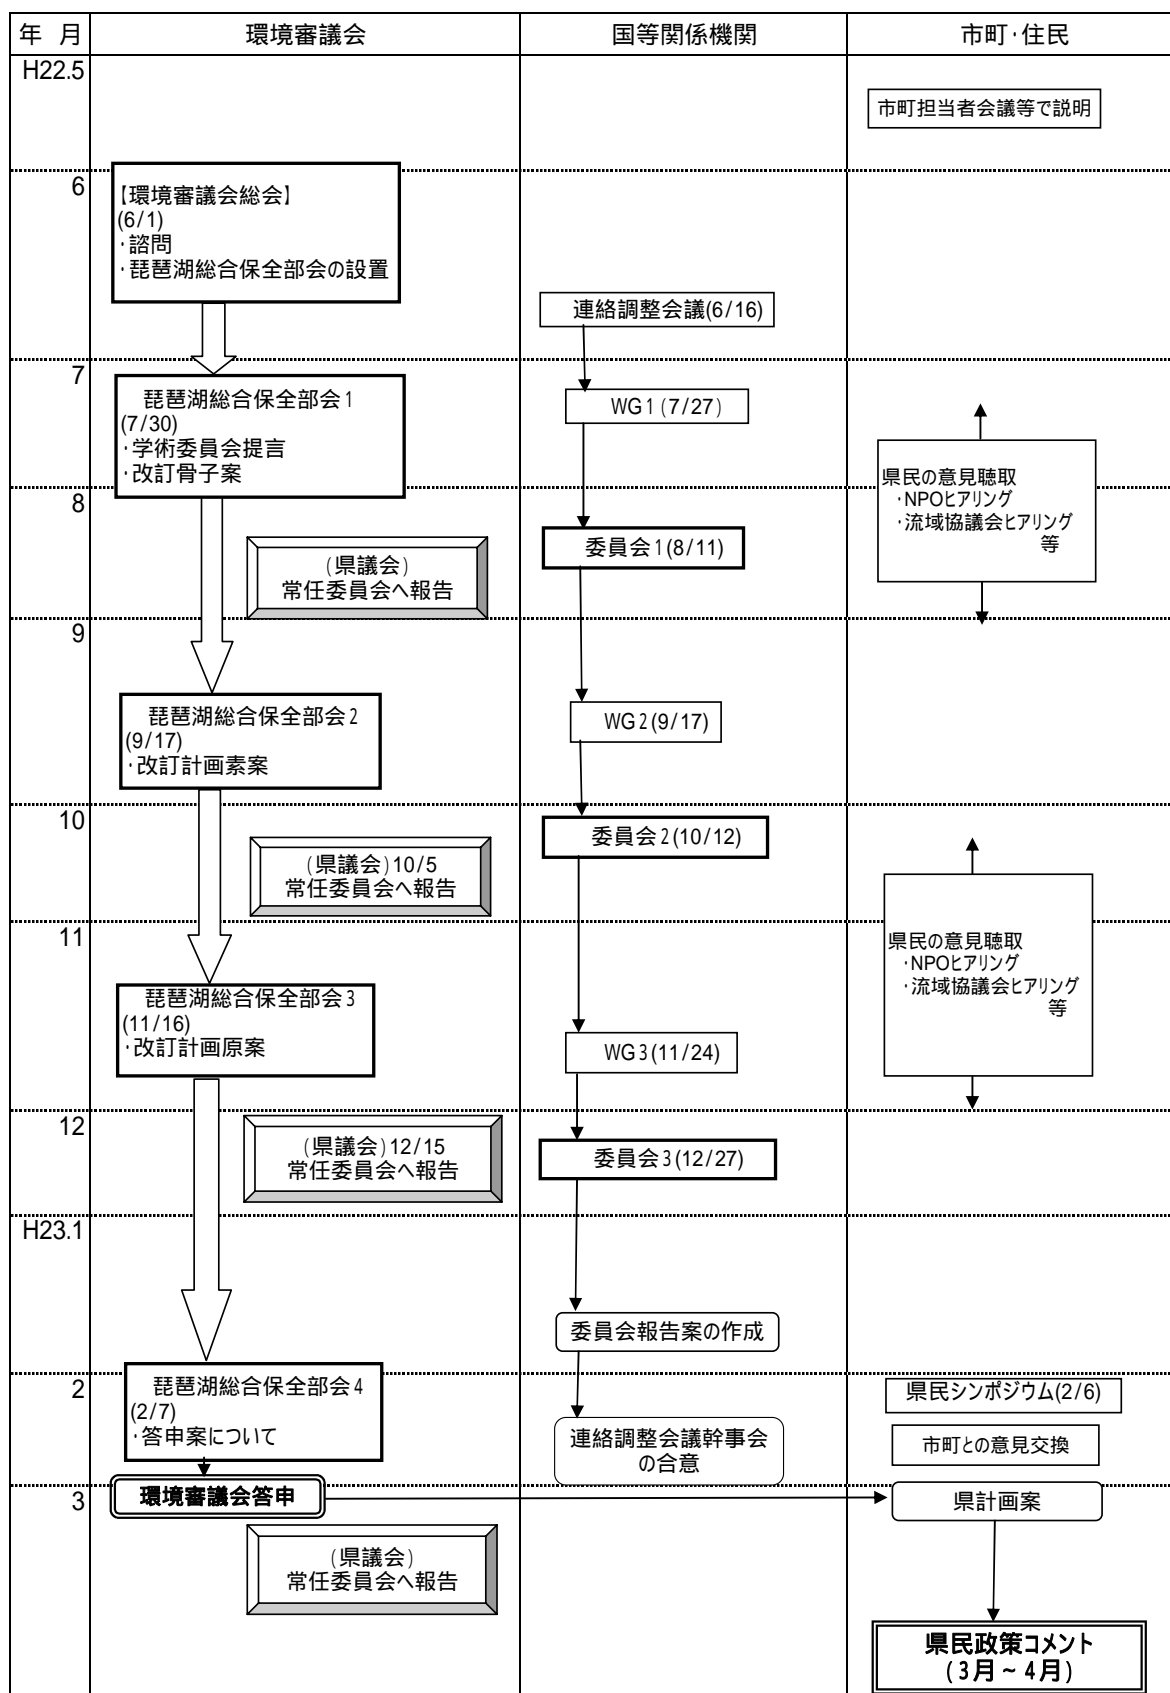 年 月
環境審議会
国等関係機関
市町・住民
H22.5
市町担当者会議等で説明
6
【環境審議会総会】
(6/1)
・諮問
・琵琶湖総合保全部会の設置
連絡調整会議(6/16)
7
琵琶湖総合保全部会1
(7/30)
・学術委員会提言
・改訂骨子案
WG1(7/27)
県民の意見聴取
・NPOヒアリング
・流域協議会ヒアリング
等
8
(県議会)
常任委員会へ報告
委員会1(8/11)
9
琵琶湖総合保全部会2
(9/17)
・改訂計画素案
WG2(9/17)
10
(県議会)10/5
常任委員会へ報告
委員会2(10/12)
県民の意見聴取
・NPOヒアリング
・流域協議会ヒアリング
等
11
琵琶湖総合保全部会3
(11/16)
・改訂計画原案
WG3(11/24)
12
(県議会)12/15
常任委員会へ報告
委員会3(12/27)
H23.1
委員会報告案の作成
2
琵琶湖総合保全部会4
(2/7)
・答申案について
連絡調整会議幹事会
の合意
県民シンポジウム(2/6)
市町との意見交換
3
環境審議会答申
県計画案
(県議会)
常任委員会へ報告
県民政策コメント
(3月~4月)